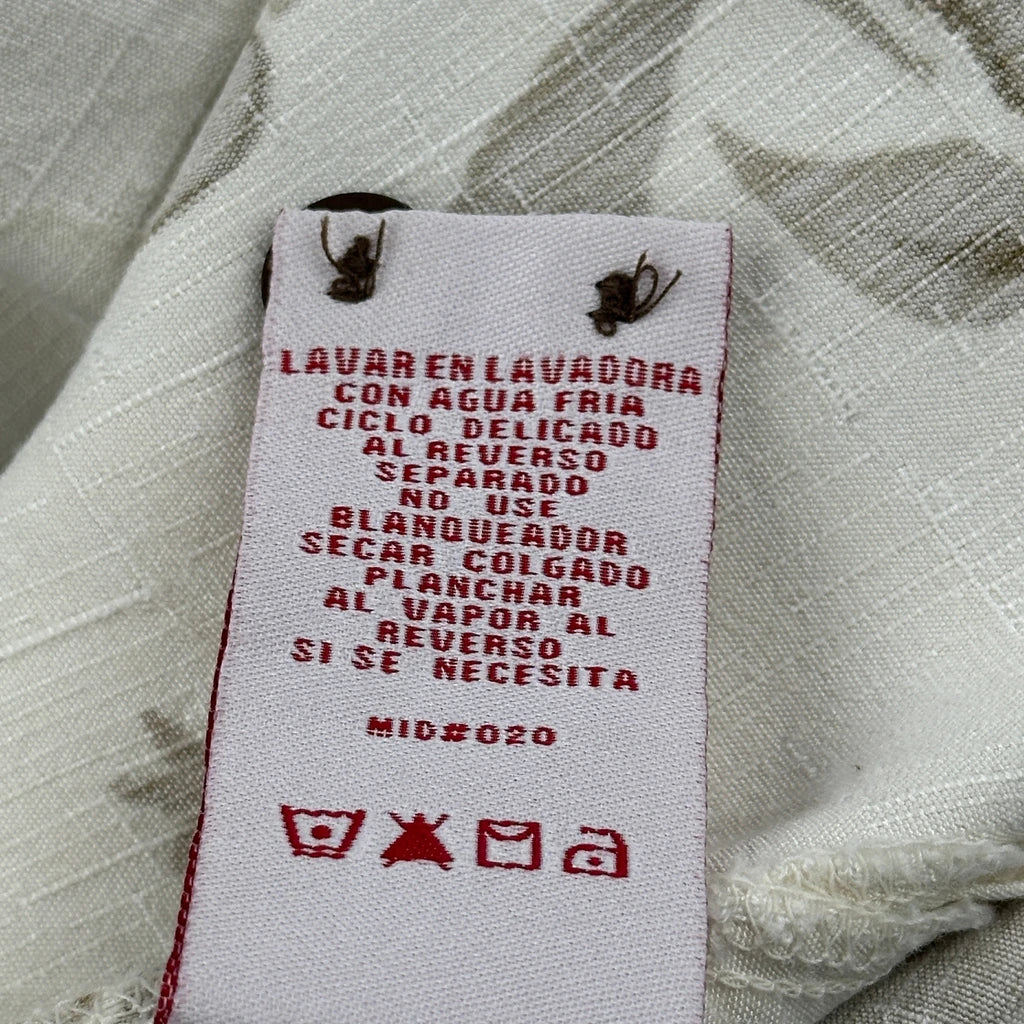 LAVAR EN LAVADORA
CON AGUA FRIA
CICLO DELICADO
AL REVERSO
SEPARADO
NO USE
BLANQUEADOR
SECAR COLGADO
PLANCHAR
AL VAPOR AL
REVERSO
SI SE NECESITA
MID#020